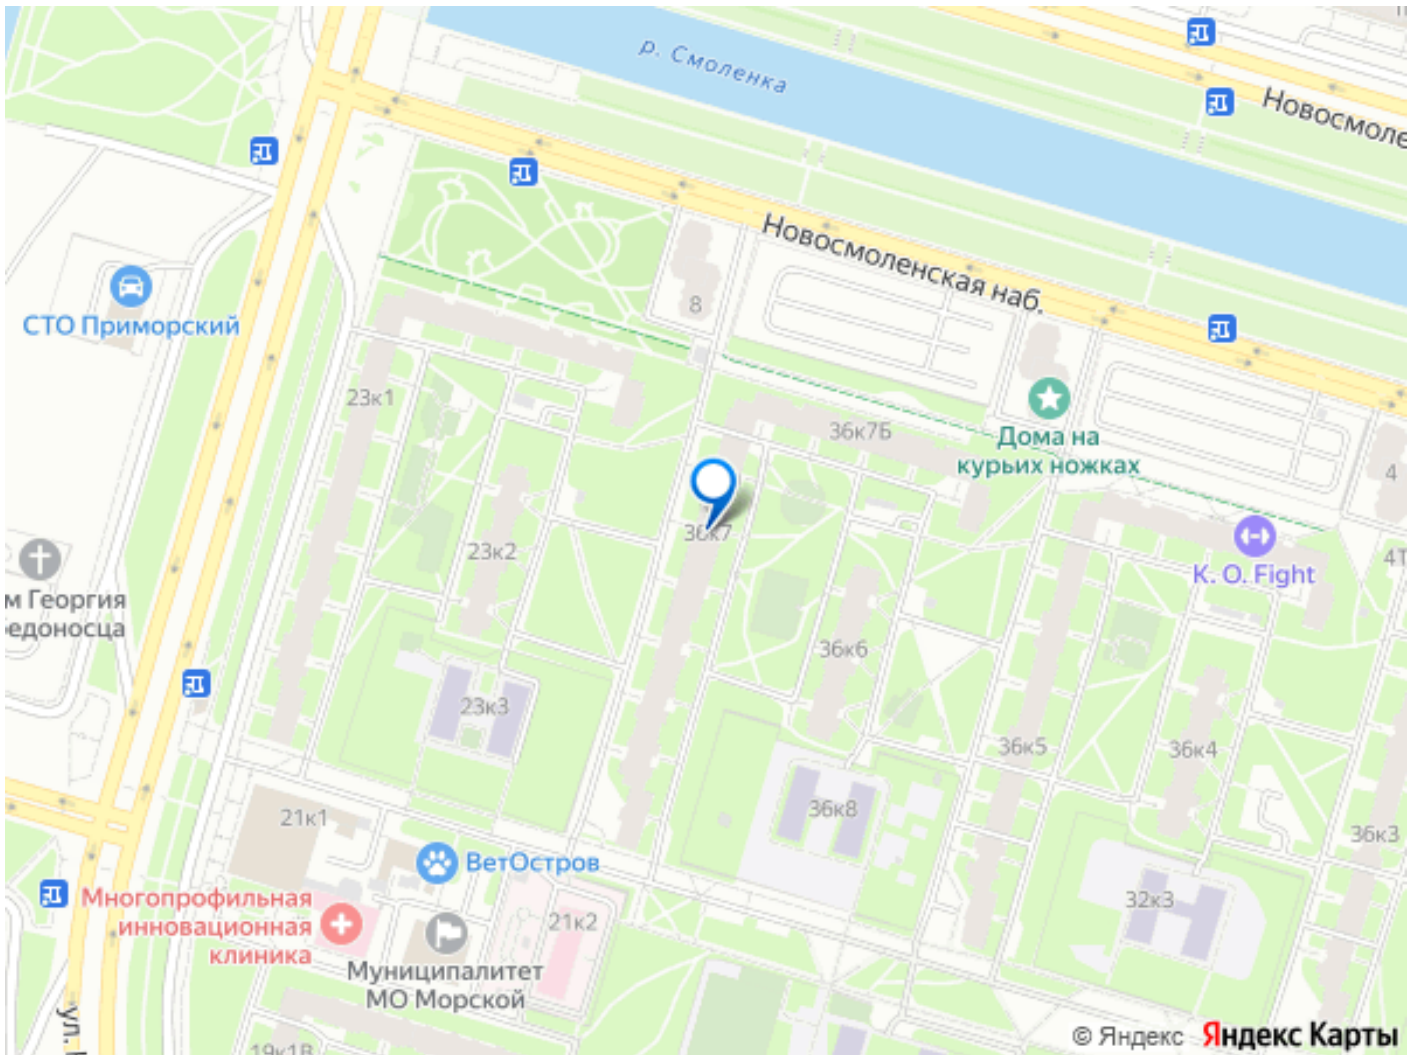 р. Смоленка
Новосмоле
Новосмоленская наб.
СТО Приморский
8
23к1
36к7Б
Дома на
курьих ножках
4
36к7
23к2
K. O. Fight
4Т
м Георгия
едоносца
36к6
23к3
36к5
36к4
21к1
36к8
36к3
ВетОстров
Многопрофильная
инновационная
клиника
21к2
32к3
Муниципалитет
МО Морской
ул.
19к1В
© Яндекс Яндекс Карты